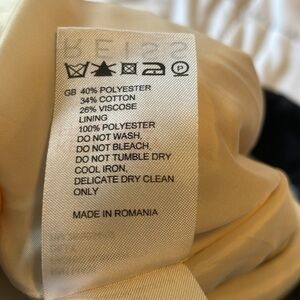 REISS
P
GB 40% POLYESTER
34% COTTON
26% VISCOSE
LINING
100% POLYESTER
DO NOT WASH,
DO NOT BLEACH,
DO NOT TUMBLE DRY
COOL IRON,
DELICATE DRY CLEAN
ONLY
MADE IN ROMANIA